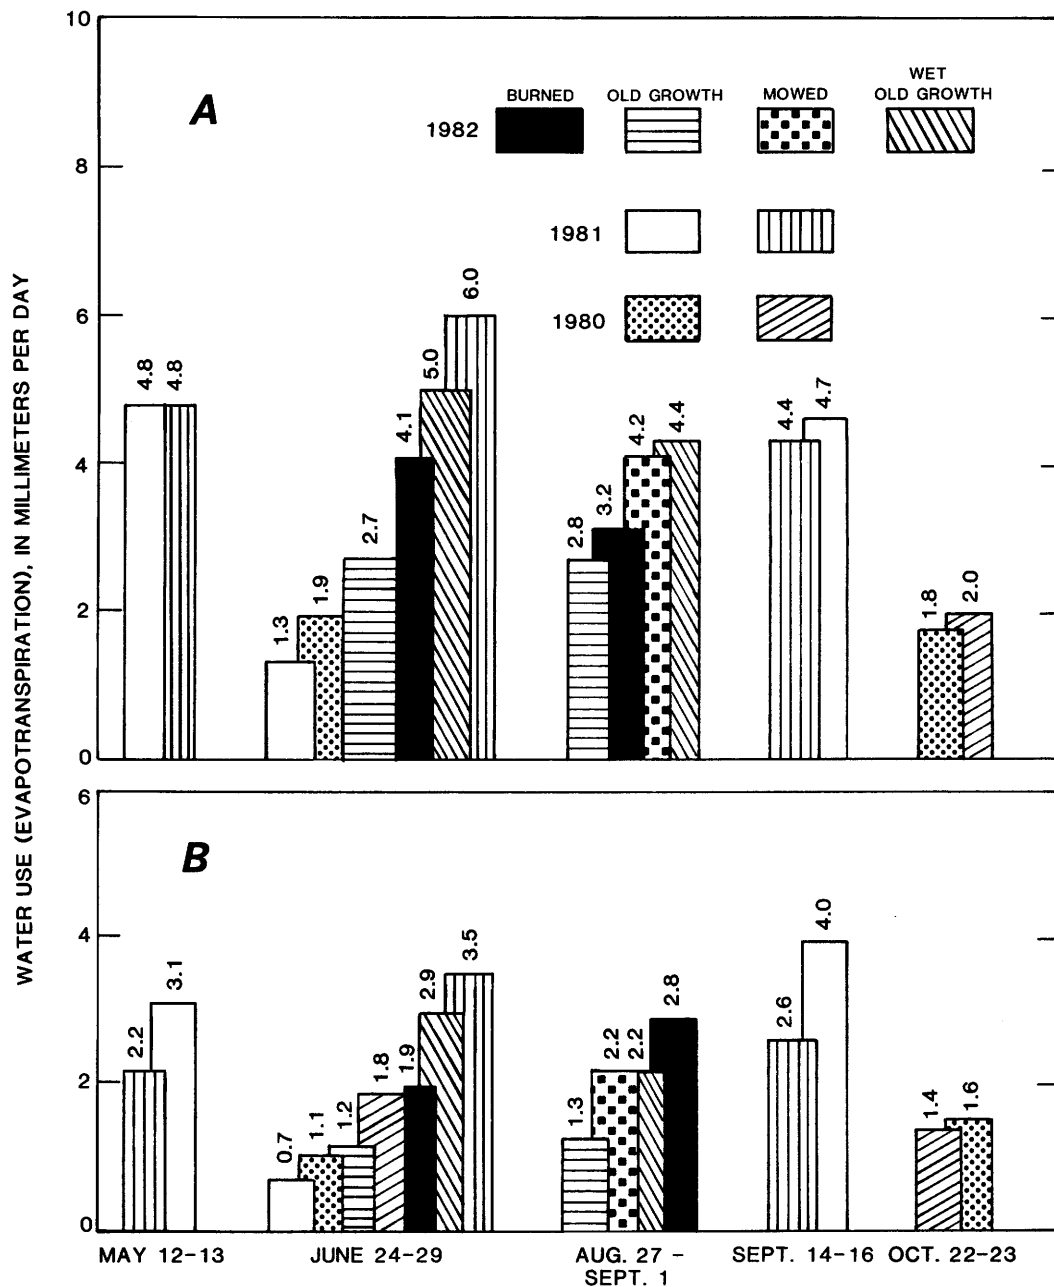 WATER USE (EVAPOTRANSPIRATION), IN MILLIMETERS PER DAY
10
8
6
4
2
0
A
BURNED OLD GROWTH MOWED WET OLD GROWTH
1982
1981
1980
4.8 4.8
1.3 1.9 2.7 4.1 5.0 6.0
2.8 3.2 4.2 4.4
4.4 4.7
1.8 2.0
6
4
2
0
B
2.2 3.1
0.7 1.1 1.2 1.8 1.9 2.9 3.5
1.3 2.2 2.2 2.8
2.6 4.0
1.4 1.6
MAY 12-13 JUNE 24-29 AUG. 27 - SEPT. 1 SEPT. 14-16 OCT. 22-23